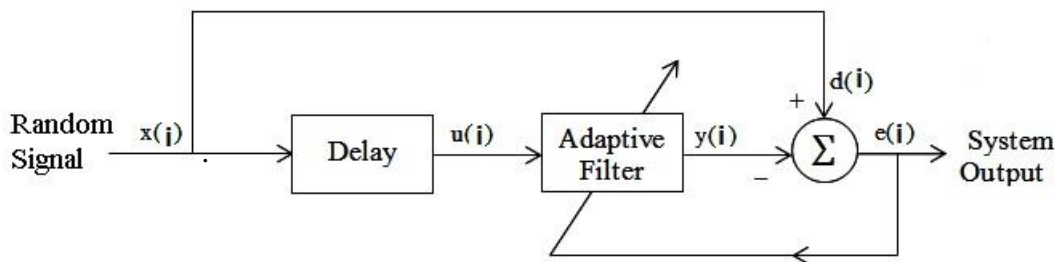 Random
Signal
x(i)
Delay
u(i)
Adaptive
Filter
y(i)
+
−
d(i)
Σ
e(i)
System
Output